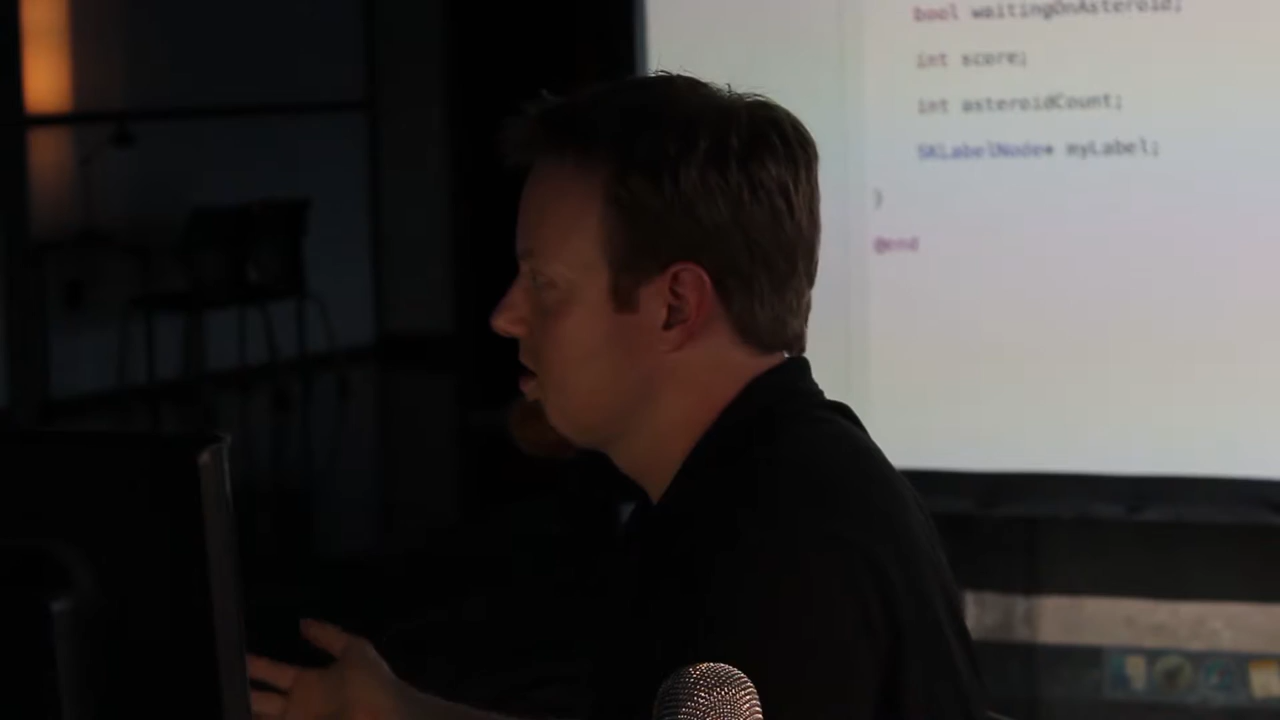 bool waitingOnAsteroid;
int score;
int asteroidCount;
SKLabelNode* myLabel;
}
@end